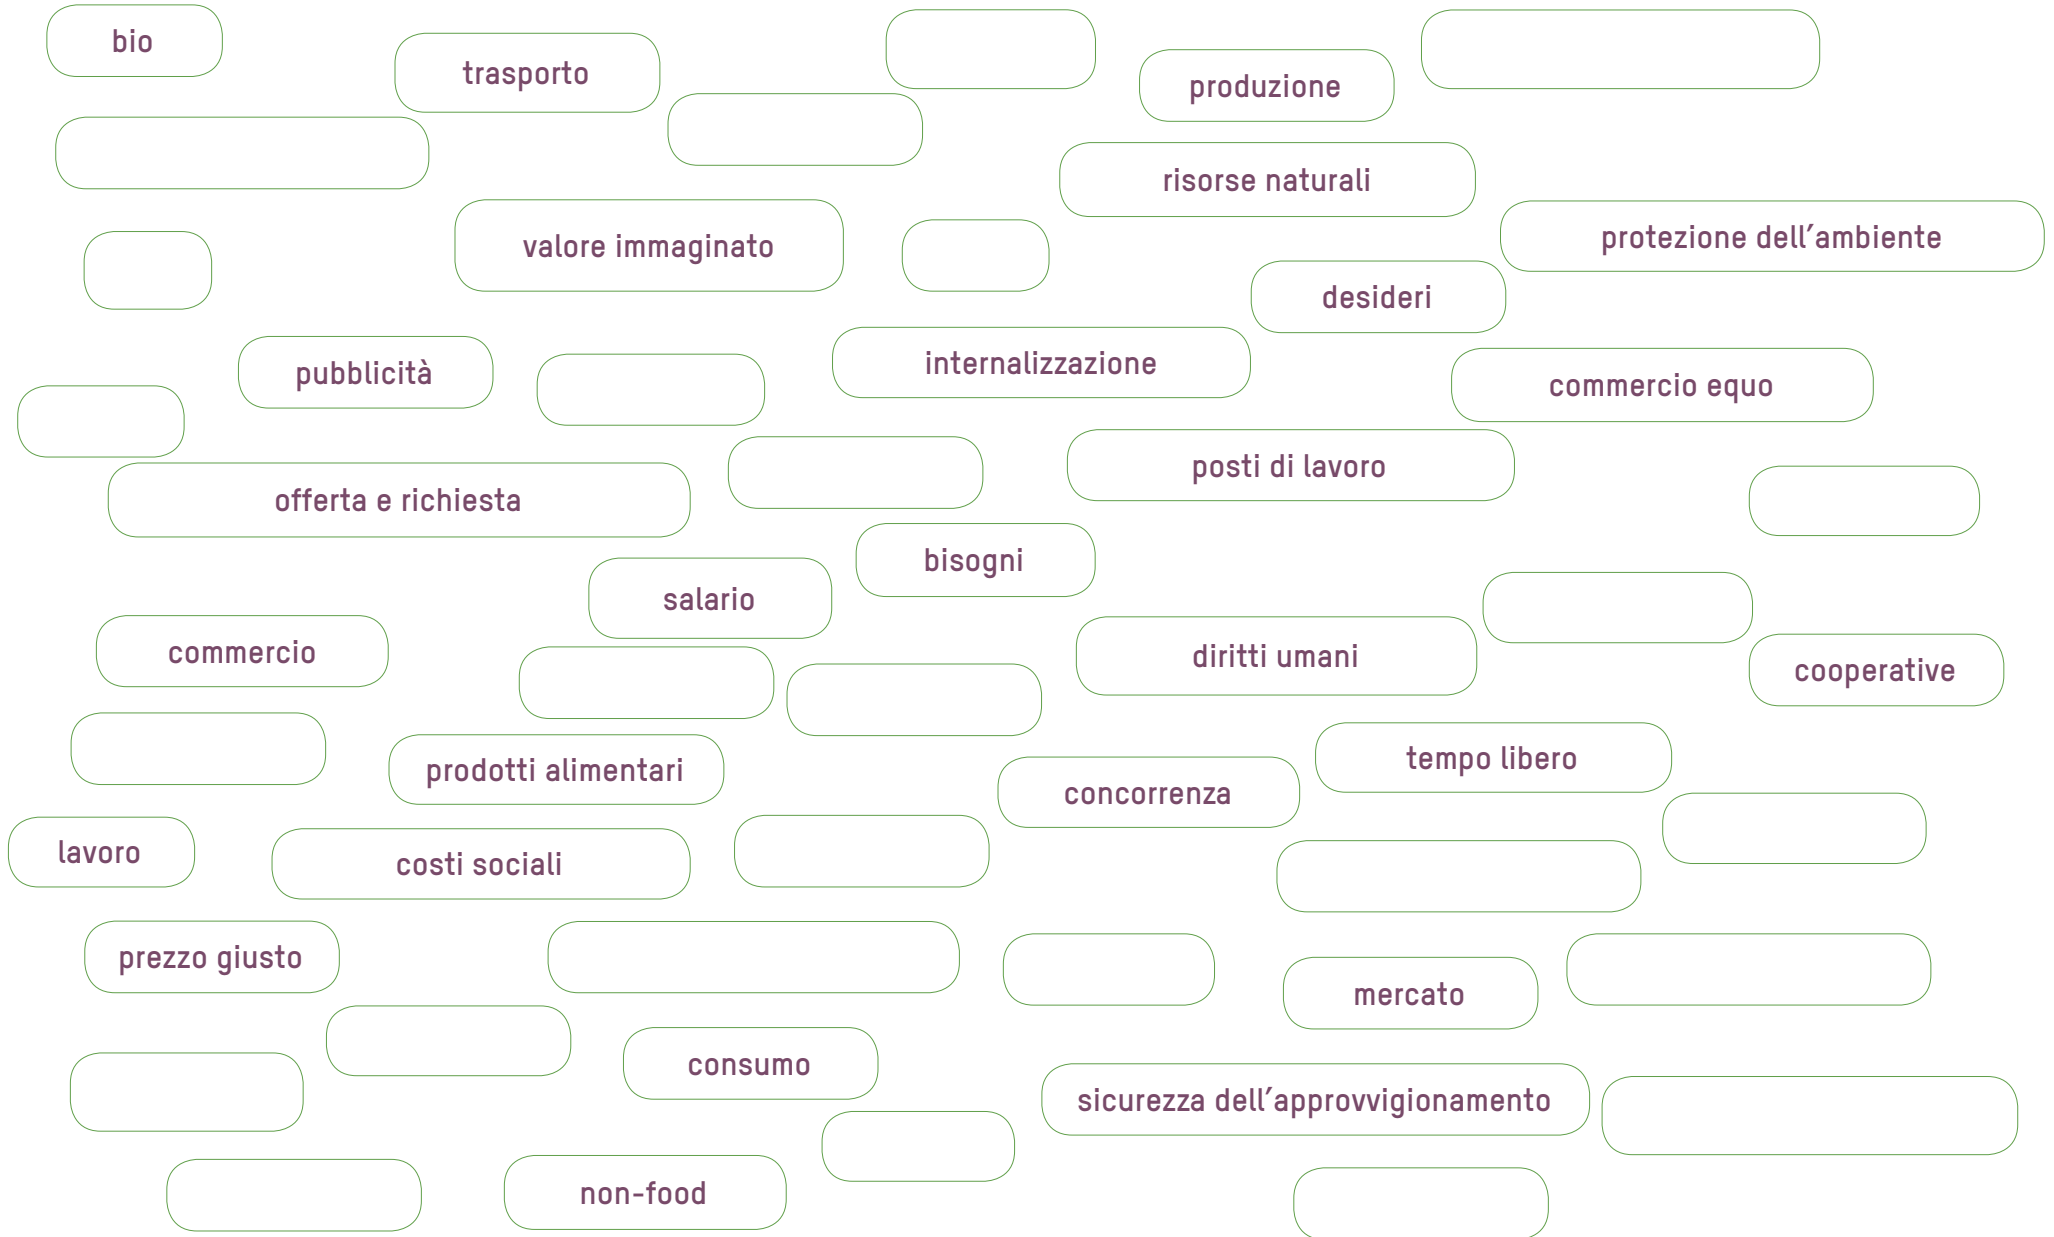 bio
trasporto
produzione
risorse naturali
protezione dell’ambiente
valore immaginato
desideri
internalizzazione
pubblicità
commercio equo
posti di lavoro
offerta e richiesta
bisogni
salario
commercio
diritti umani
cooperative
tempo libero
prodotti alimentari
concorrenza
lavoro
costi sociali
prezzo giusto
mercato
consumo
sicurezza dell’approvvigionamento
non-food